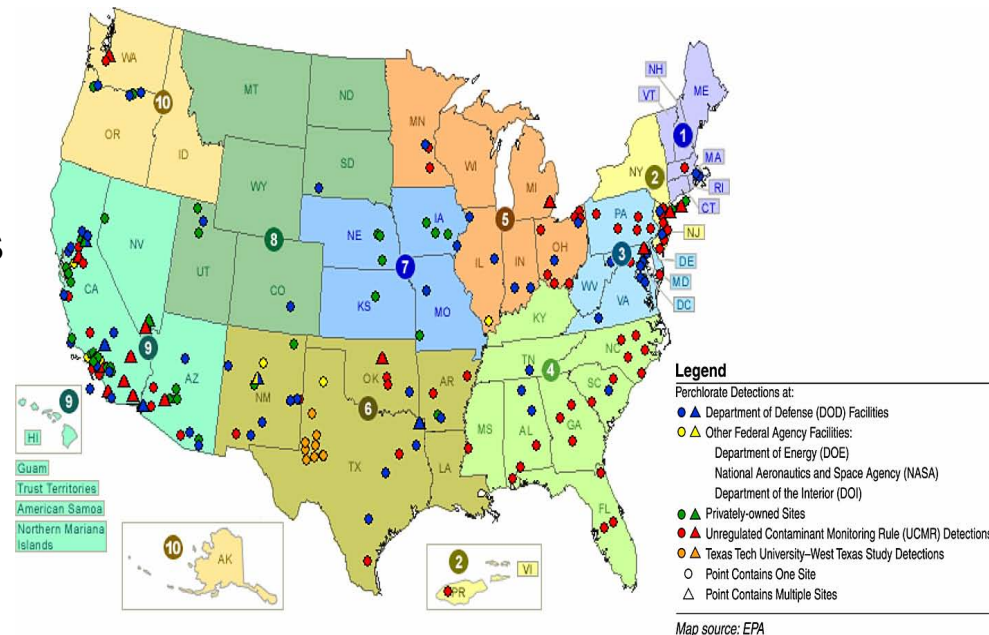 WA
MT
ND
MN
NH
ME
VT
10
OR
ID
SD
WI
MI
NY
2
1
MA
RI
CT
WY
8
NE
IA
5
PA
NJ
NV
UT
CO
7
IL
IN
OH
3
DE
MD
DC
WV
VA
CA
KS
MO
KY
9
AZ
NM
OK
AR
TN
4
NC
SC
6
MS
AL
GA
TX
LA
FL
9
HI
Guam
Trust Territories
American Samoa
Northern Mariana
Islands
10
AK
2
VI
PR
s
Legend
Perchlorate Detections at:
Department of Defense (DOD) Facilities
Other Federal Agency Facilities:
Department of Energy (DOE)
National Aeronautics and Space Agency (NASA)
Department of the Interior (DOI)
Privately-owned Sites
Unregulated Contaminant Monitoring Rule (UCMR) Detections
Texas Tech University–West Texas Study Detections
Point Contains One Site
Point Contains Multiple Sites
Map source: EPA